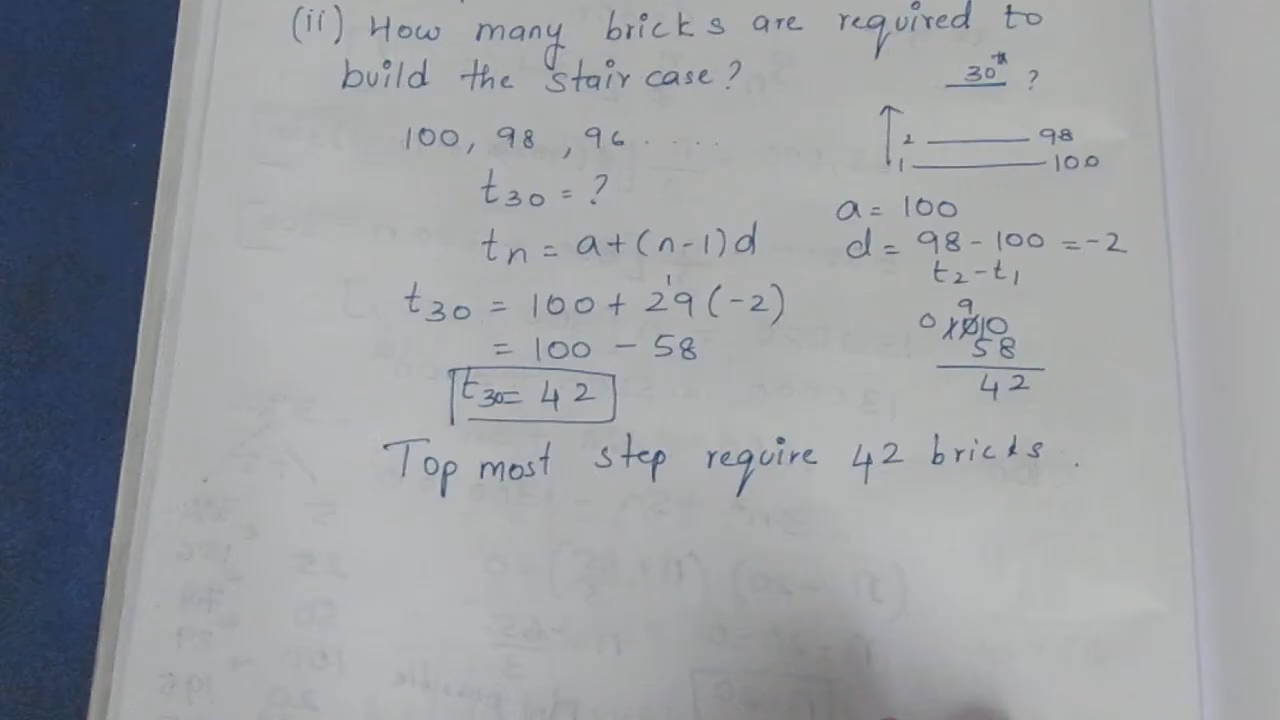 (ii) How many bricks are required to
build the stair case?
30th ?
100, 98, 96 ....
2 98
1 100
t30 = ?
a = 100
tn = a+(n-1)d
d = 98 - 100 = -2
t2 - t1
t30 = 100 + 29(-2)
= 100 - 58
100
58
42
t30 = 42
Top most step require 42 bricks.